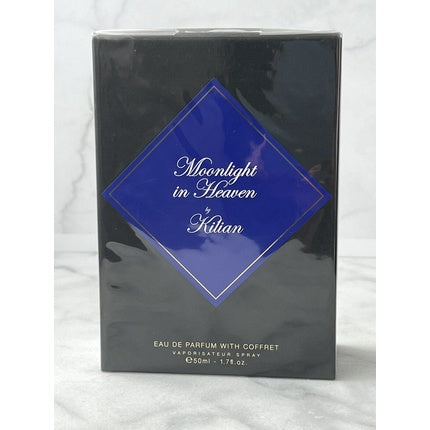 Moonlight
in Heaven
by
Kilian
EAU DE PARFUM WITH COFFRET
VAPORISATEUR SPRAY
℮50ml - 1.7fl.oz.